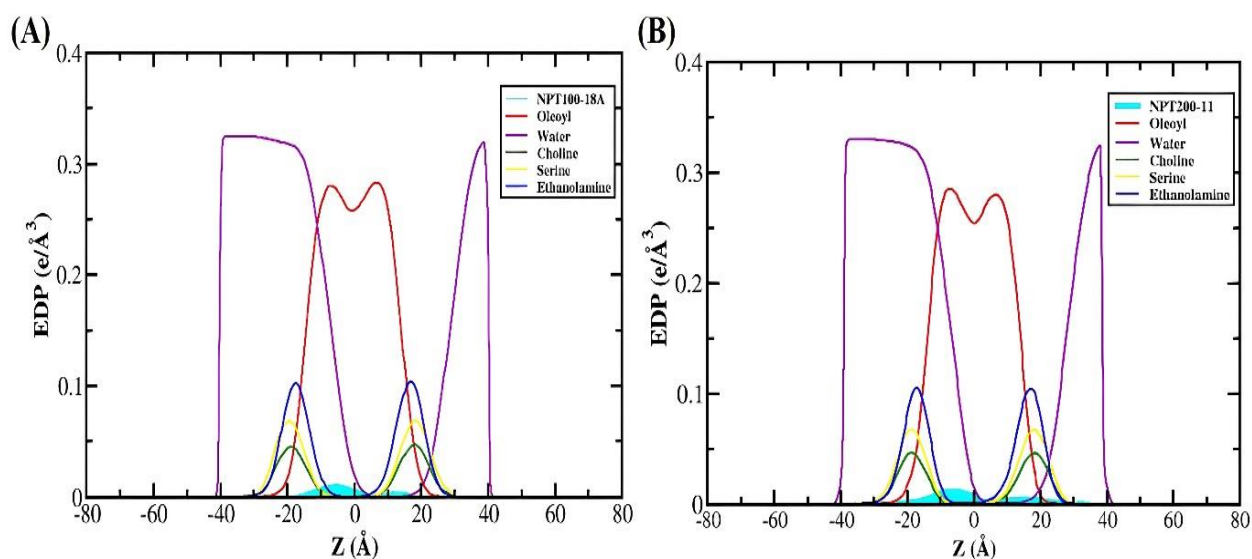 (A)
0.4
0.3
0.2
0.1
0
EDP (e/Å³)
-80 -60 -40 -20 0 20 40 60 80
Z (Å)
NPT100-18A
Oleoyl
Water
Choline
Serine
Ethanolamine
(B)
0.4
0.3
0.2
0.1
0
EDP (e/Å³)
-80 -60 -40 -20 0 20 40 60 80
Z (Å)
NPT200-11
Oleoyl
Water
Choline
Serine
Ethanolamine